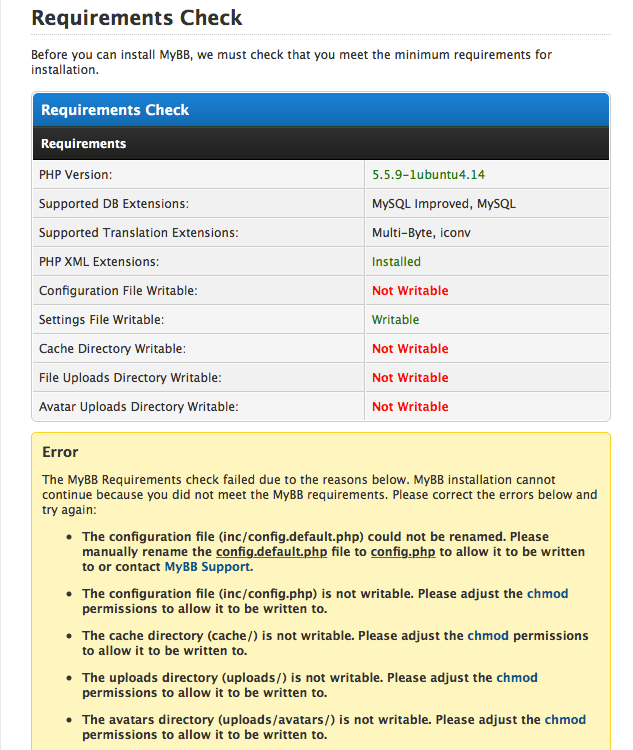 Requirements Check
Before you can install MyBB, we must check that you meet the minimum requirements for
installation.
Requirements Check
Requirements
PHP Version: 5.5.9-1ubuntu4.14
Supported DB Extensions: MySQL Improved, MySQL
Supported Translation Extensions: Multi-Byte, iconv
PHP XML Extensions: Installed
Configuration File Writable: Not Writable
Settings File Writable: Writable
Cache Directory Writable: Not Writable
File Uploads Directory Writable: Not Writable
Avatar Uploads Directory Writable: Not Writable
Error
The MyBB Requirements check failed due to the reasons below. MyBB installation cannot
continue because you did not meet the MyBB requirements. Please correct the errors below and
try again:
• The configuration file (inc/config.default.php) could not be renamed. Please
manually rename the config.default.php file to config.php to allow it to be written
to or contact MyBB Support.
• The configuration file (inc/config.php) is not writable. Please adjust the chmod
permissions to allow it to be written to.
• The cache directory (cache/) is not writable. Please adjust the chmod permissions
to allow it to be written to.
• The uploads directory (uploads/) is not writable. Please adjust the chmod
permissions to allow it to be written to.
• The avatars directory (uploads/avatars/) is not writable. Please adjust the chmod
permissions to allow it to be written to.